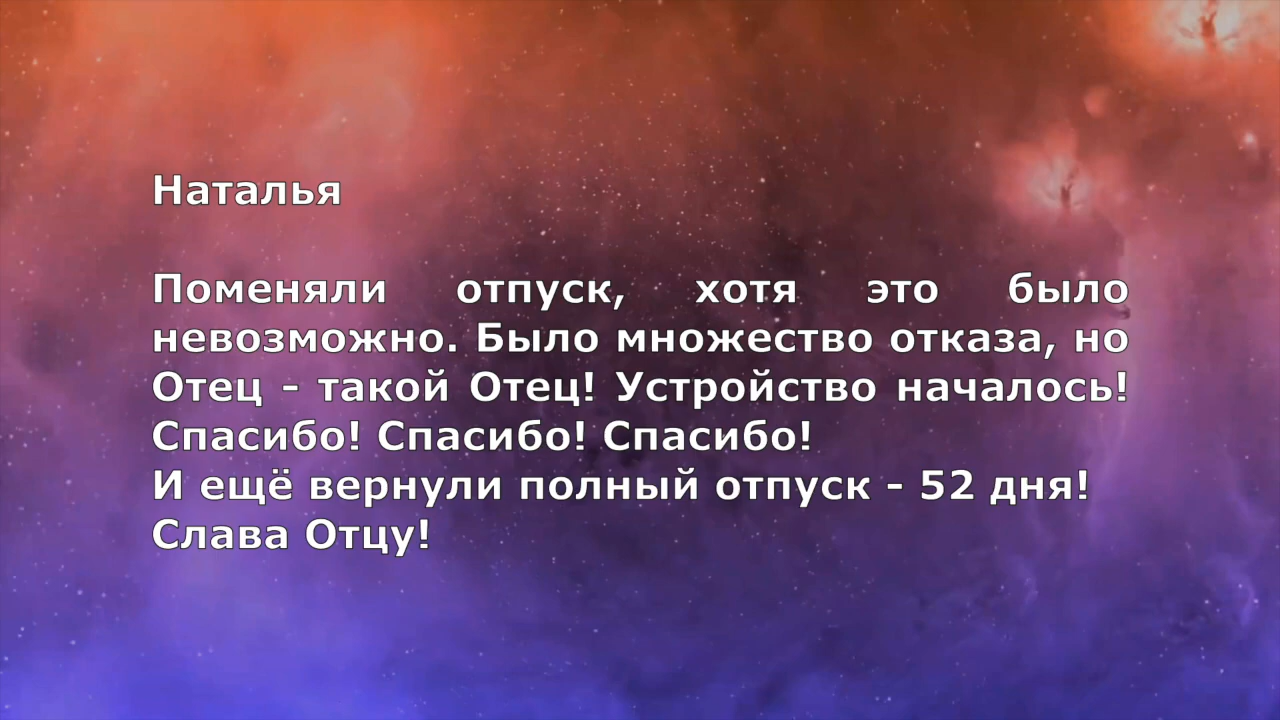 Наталья
Поменяли отпуск, хотя это было
невозможно. Было множество отказа, но
Отец - такой Отец! Устройство началось!
Спасибо! Спасибо! Спасибо!
И ещё вернули полный отпуск - 52 дня!
Слава Отцу!